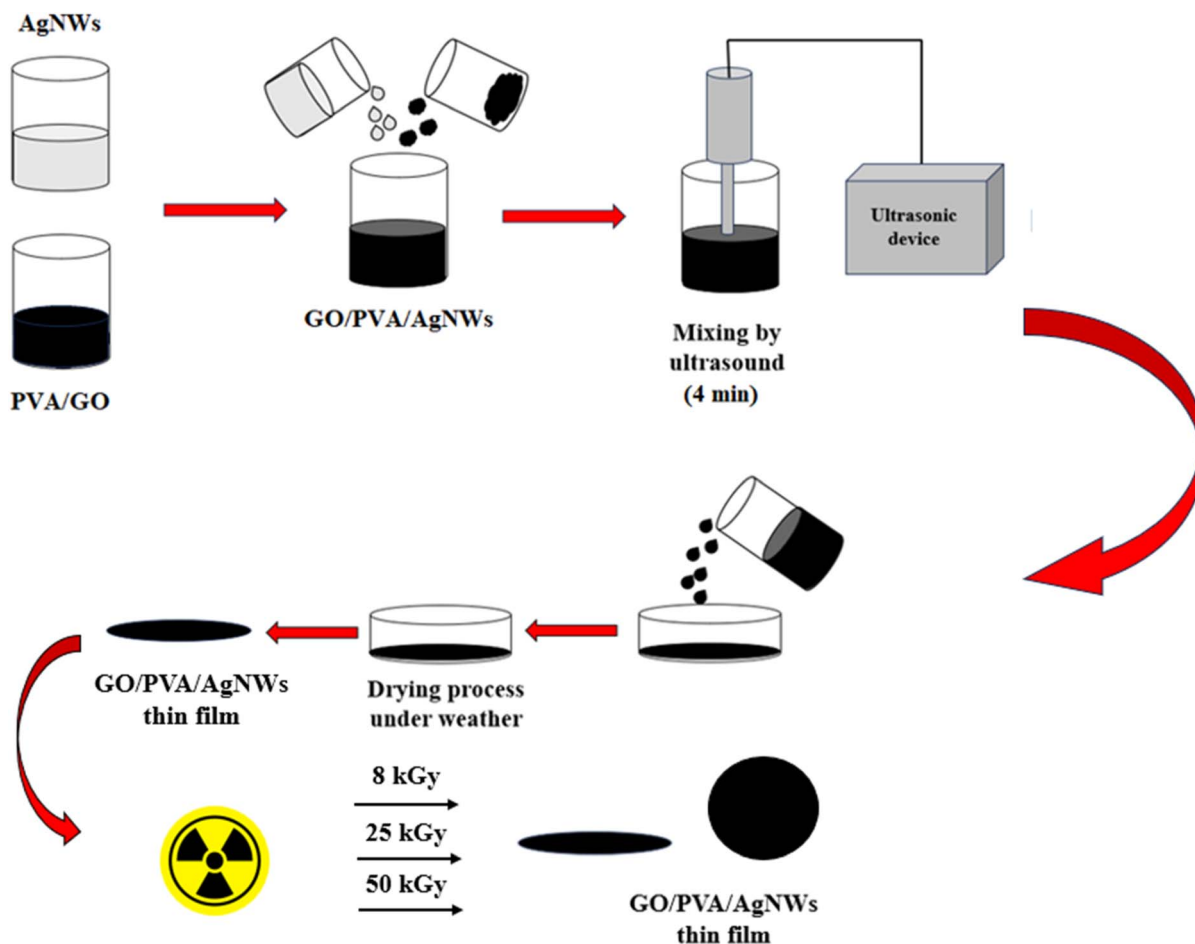 AgNWs
PVA/GO
GO/PVA/AgNWs
Ultrasonic
device
Mixing by
ultrasound
(4 min)
Drying process
under weather
GO/PVA/AgNWs
thin film
8 kGy
25 kGy
50 kGy
GO/PVA/AgNWs
thin film